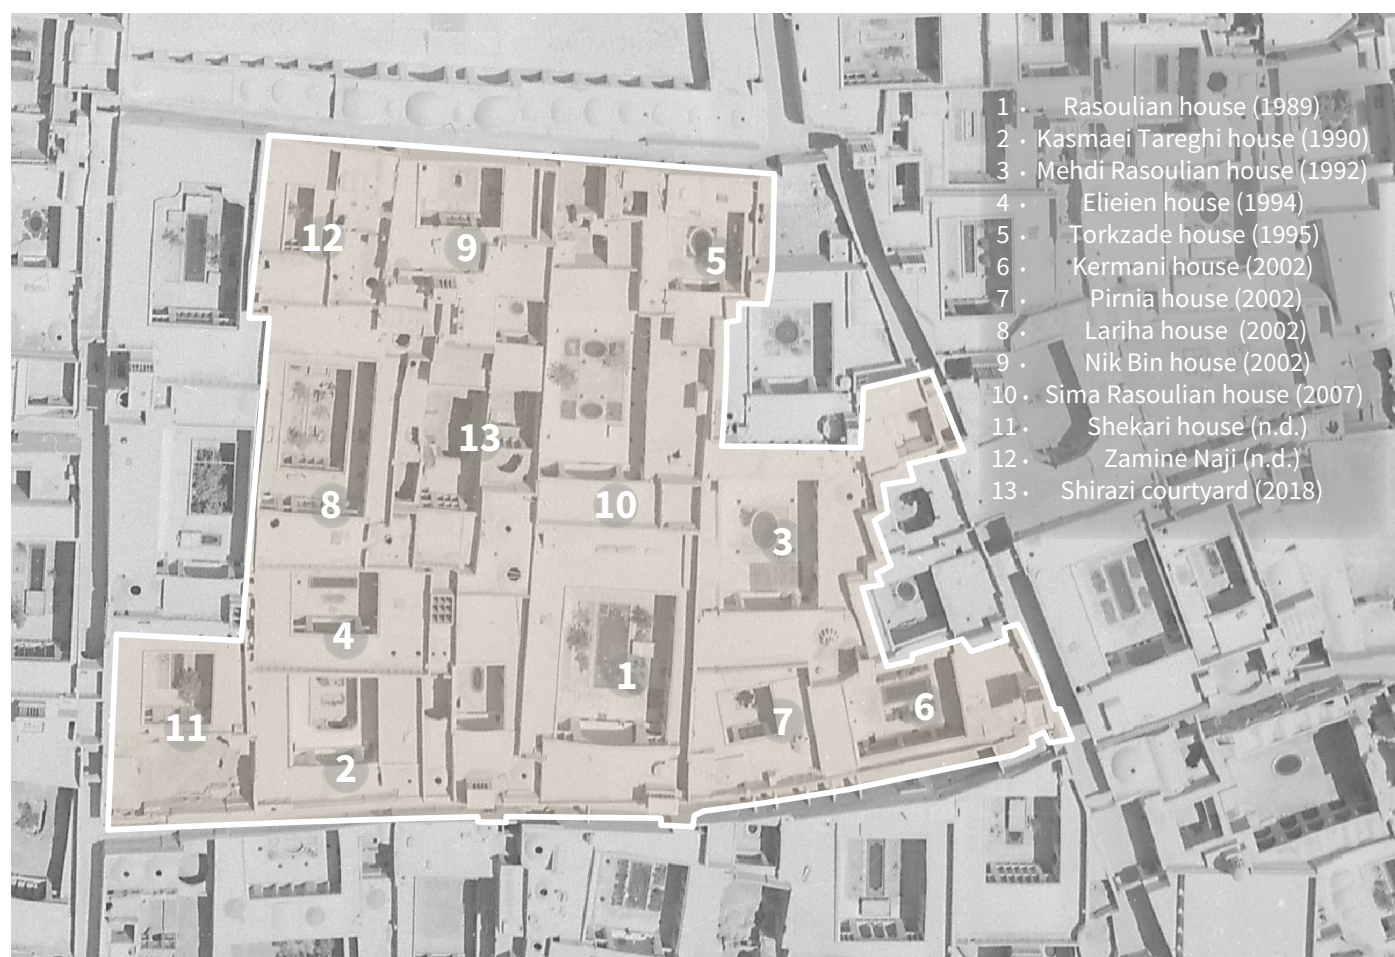 1 • Rasoulian house (1989)
2 • Kasmaei Tareghi house (1990)
3 • Mehdi Rasoulian house (1992)
4 • Elieien house (1994)
5 • Torkzade house (1995)
6 • Kermani house (2002)
7 • Pirnia house (2002)
8 • Lariha house (2002)
9 • Nik Bin house (2002)
10 • Sima Rasoulian house (2007)
11 • Shekari house (n.d.)
12 • Zamine Naji (n.d.)
13 • Shirazi courtyard (2018)
12
9
5
13
8
10
3
4
1
11
7
6
2